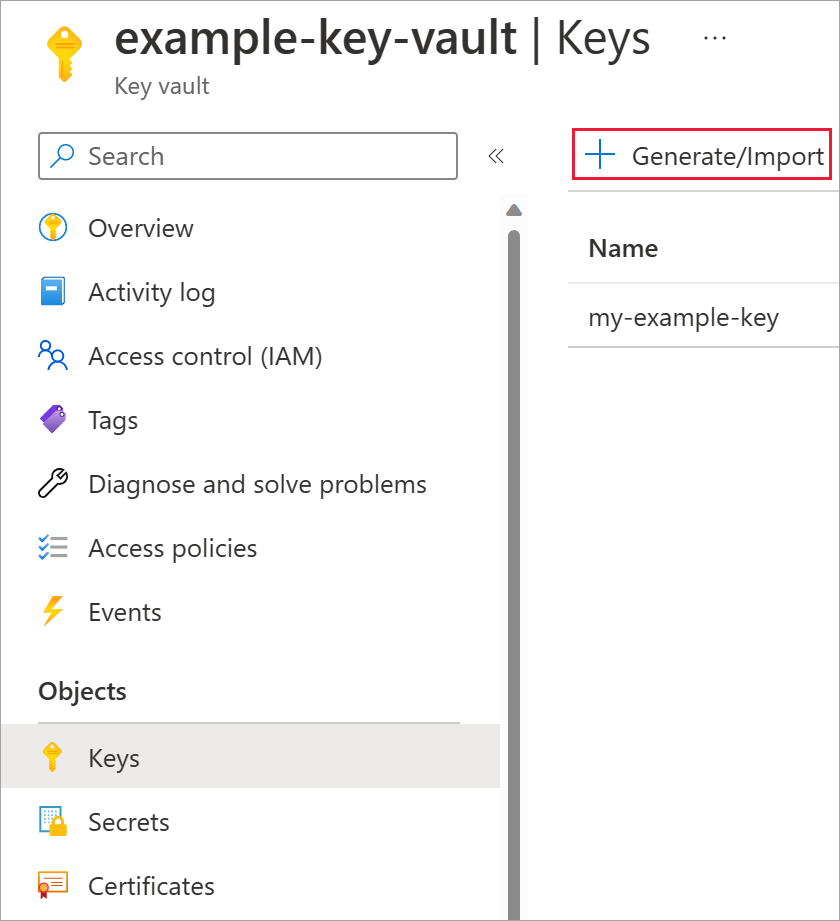 example-key-vault | Keys ···
Key vault
Search
«
Generate/Import
Overview
Activity log
Access control (IAM)
Tags
Diagnose and solve problems
Access policies
Events
Objects
Keys
Secrets
Certificates
Name
my-example-key